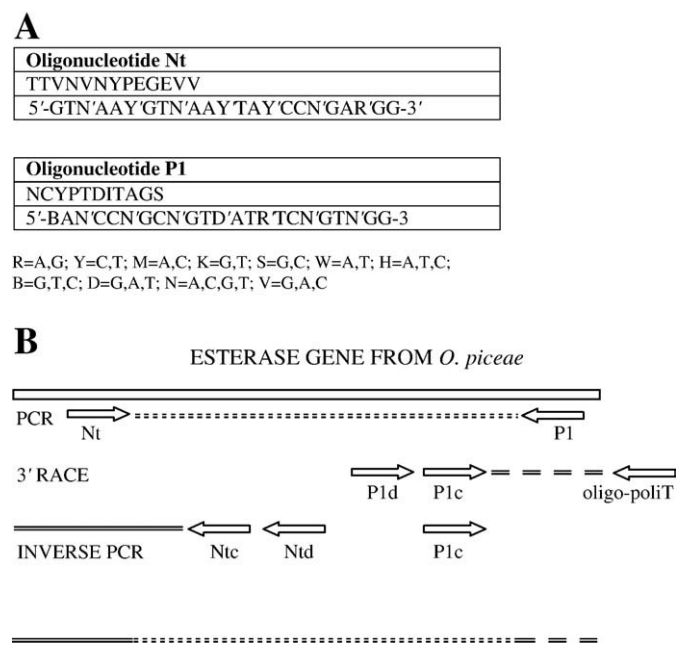 A
Oligonucleotide Nt
TTVNVNYPEGEVV
5′-GTN′AAY′GTN′AAY′TAY′CCN′GAR′GG-3′
Oligonucleotide P1
NCYPTDITAGS
5′-BAN′CCN′GCN′GTD′ATR′TCN′GTN′GG-3
R=A,G; Y=C,T; M=A,C; K=G,T; S=G,C; W=A,T; H=A,T,C;
B=G,T,C; D=G,A,T; N=A,C,G,T; V=G,A,C
B
ESTERASE GENE FROM O. piceae
PCR
Nt
P1
3′ RACE
P1d
P1c
oligo-poliT
INVERSE PCR
Ntc
Ntd
P1c